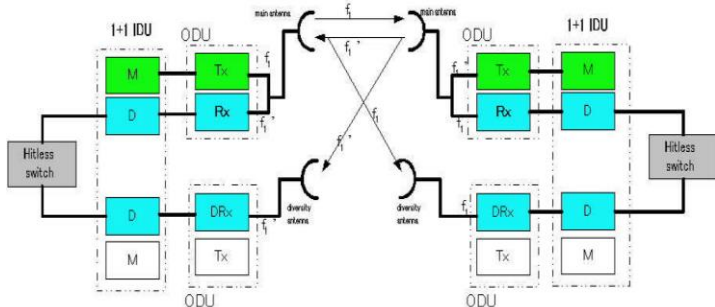 1+1 IDU
ODU
main antenna
f₁
f₁'
main antenna
ODU
1+1 IDU
M
Tx
f₁
D
Rx
f₁'
f₁'
Tx
M
f₁
Rx
D
Hitless
switch
f₁'
f₁
Hitless
switch
D
DRx
f₁'
diversity
antenna
diversity
antenna
f₁
DRx
D
M
Tx
Tx
M
ODU
ODU